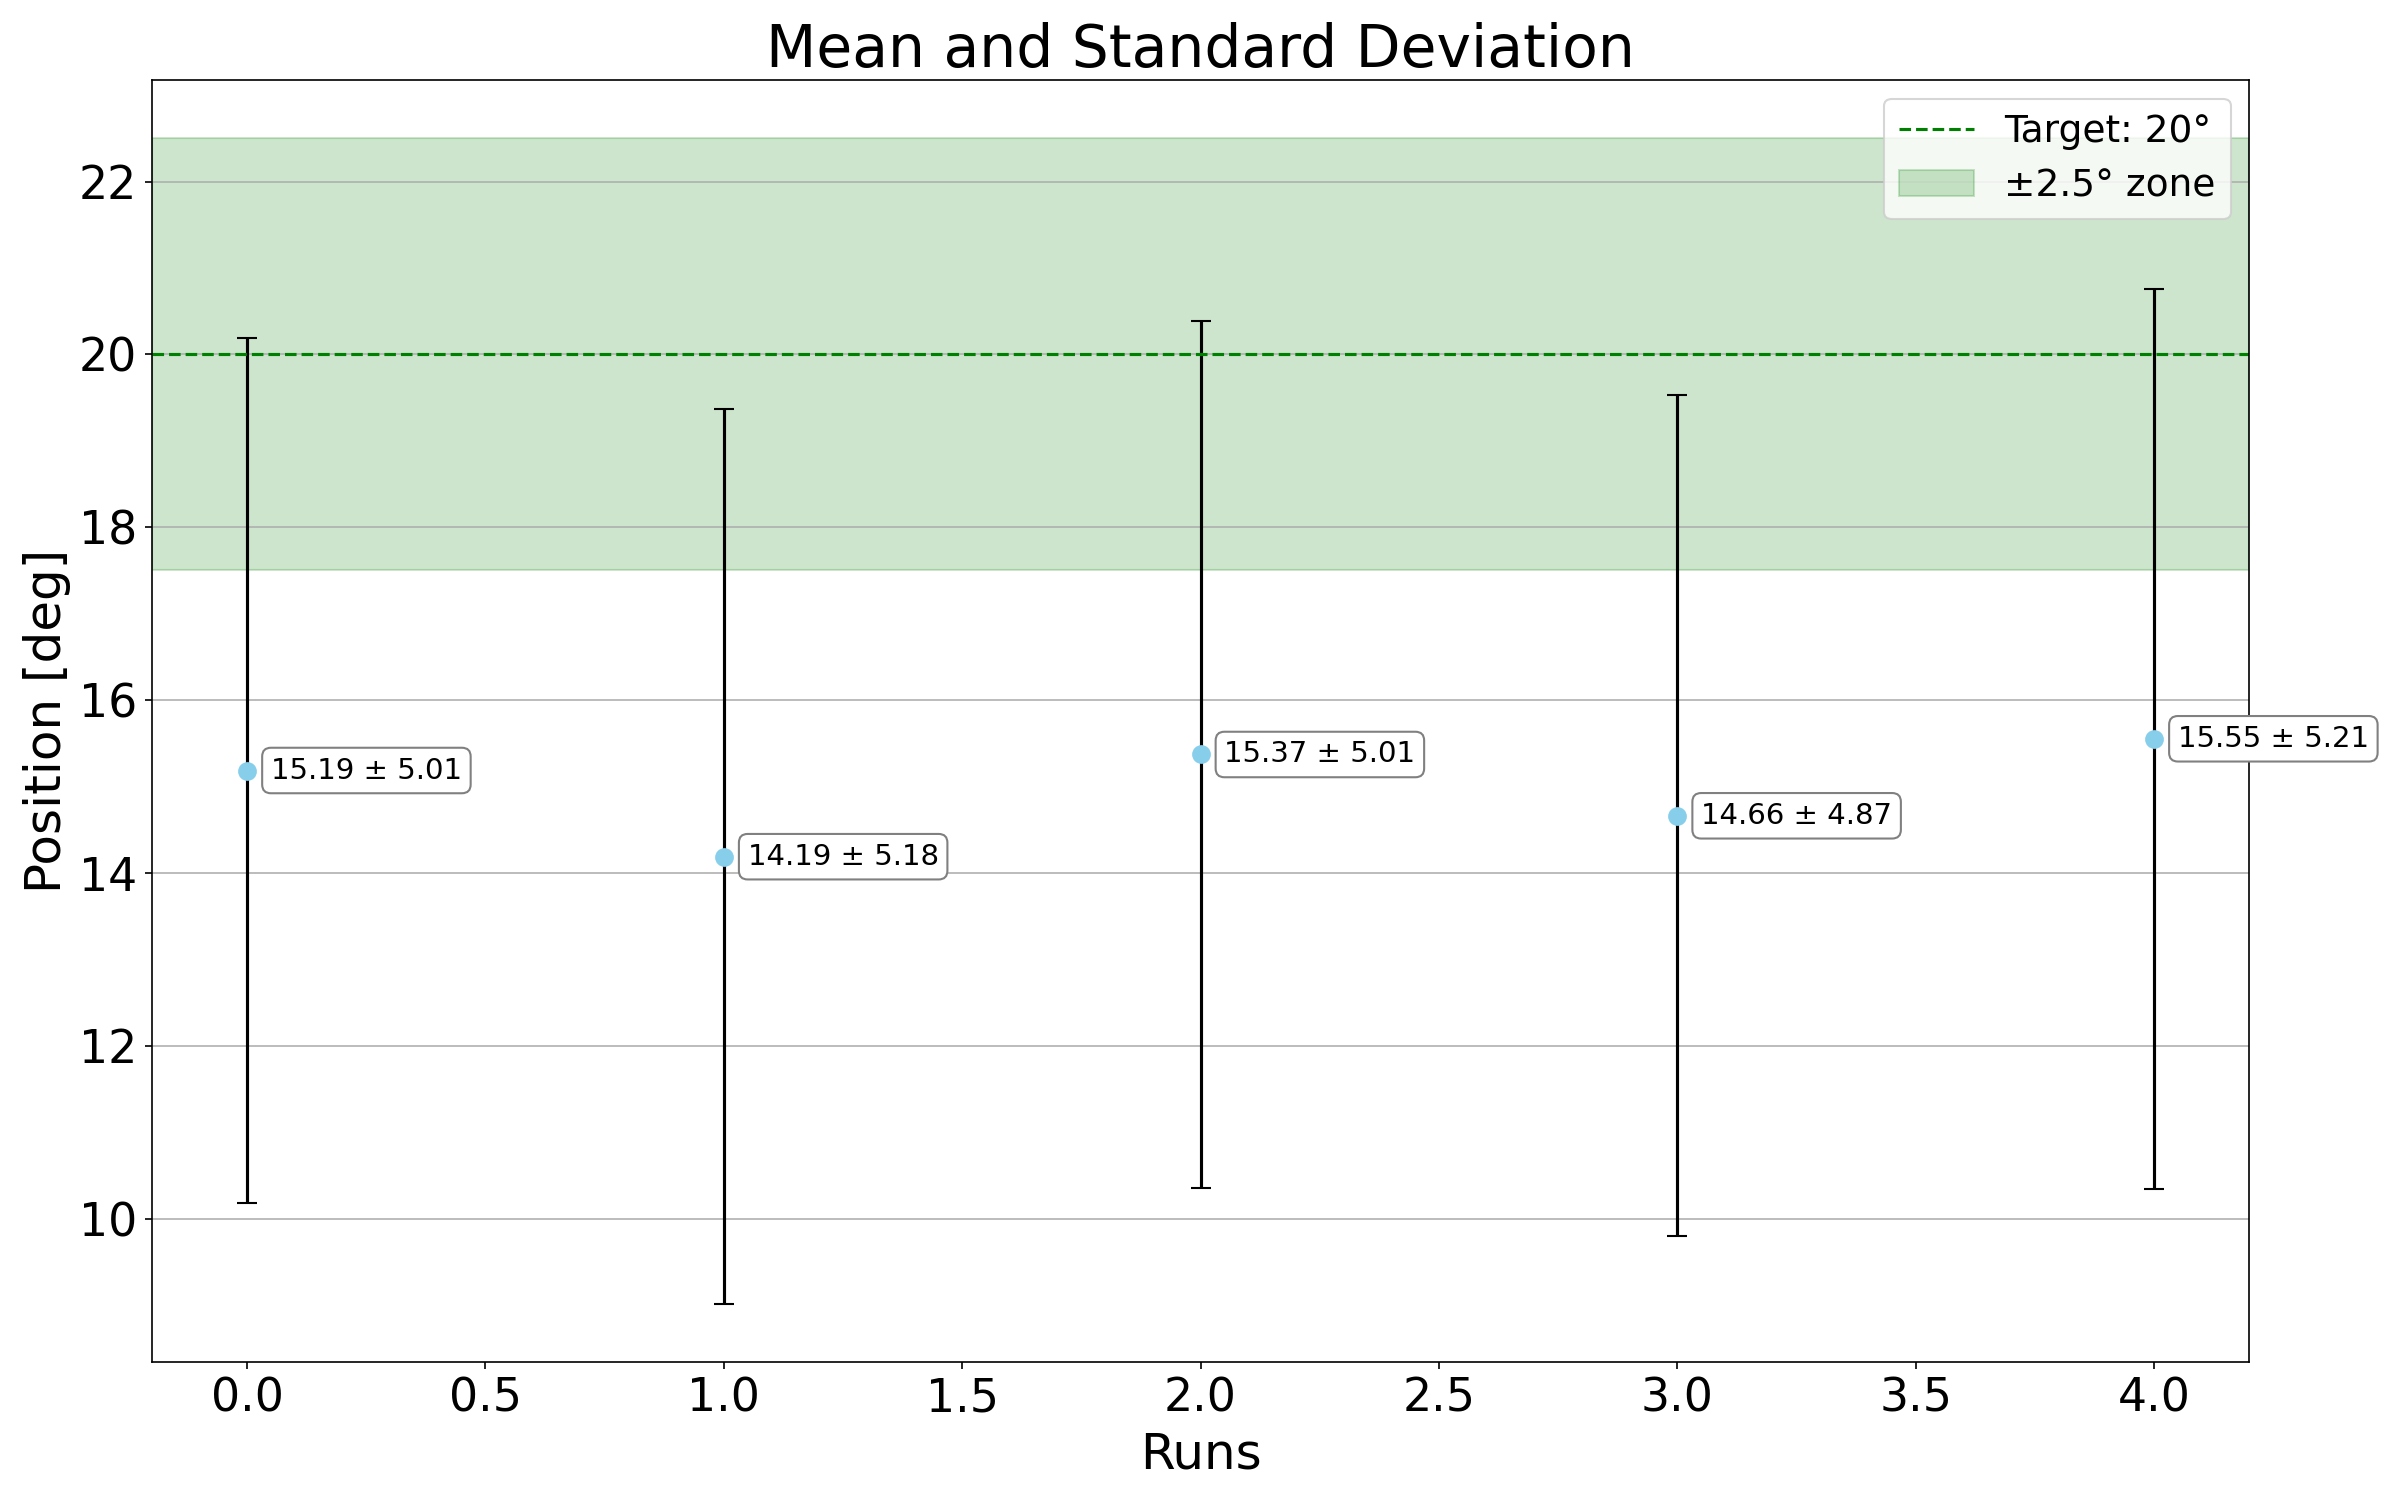 Mean and Standard Deviation
Target: 20°
±2.5° zone
22
20
18
16
14
12
10
Position [deg]
15.19 ± 5.01
14.19 ± 5.18
15.37 ± 5.01
14.66 ± 4.87
15.55 ± 5.21
0.0 0.5 1.0 1.5 2.0 2.5 3.0 3.5 4.0
Runs